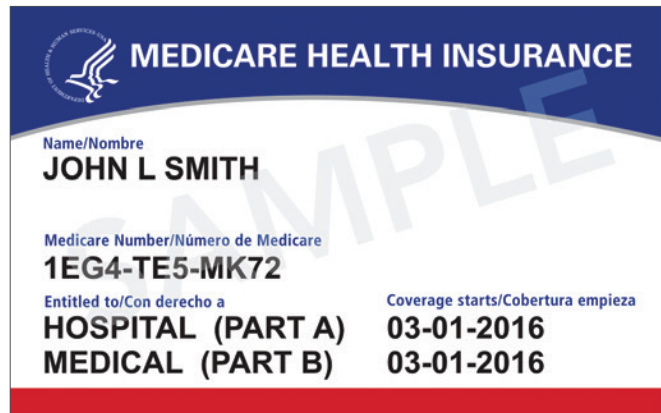 MEDICARE HEALTH INSURANCE
Name/Nombre
JOHN L SMITH
Medicare Number/Número de Medicare
1EG4-TE5-MK72
Entitled to/Con derecho a Coverage starts/Cobertura empieza
HOSPITAL (PART A) 03-01-2016
MEDICAL (PART B) 03-01-2016
SAMPLE